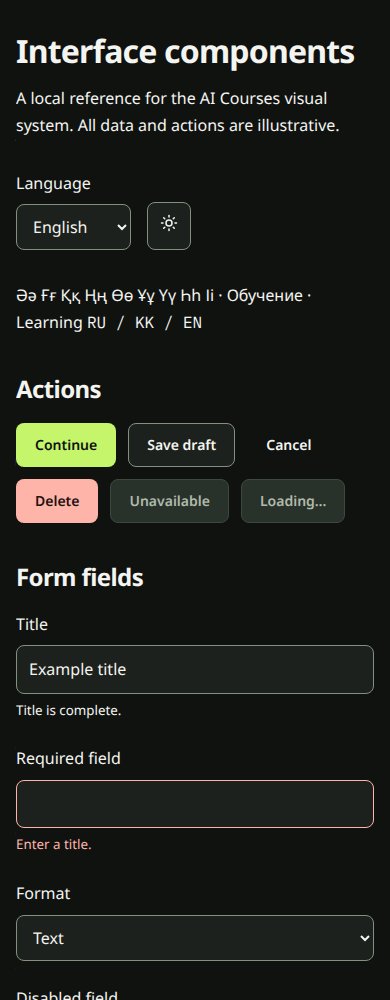 Interface components
A local reference for the AI Courses visual
system. All data and actions are illustrative.
Language
English
Әә Ғғ Ққ Ңң Өө Ұұ Үү Һһ Іі · Обучение ·
Learning RU / KK / EN
Actions
Continue Save draft Cancel
Delete Unavailable Loading…
Form fields
Title
Example title
Title is complete.
Required field
Enter a title.
Format
Text
Disabled field